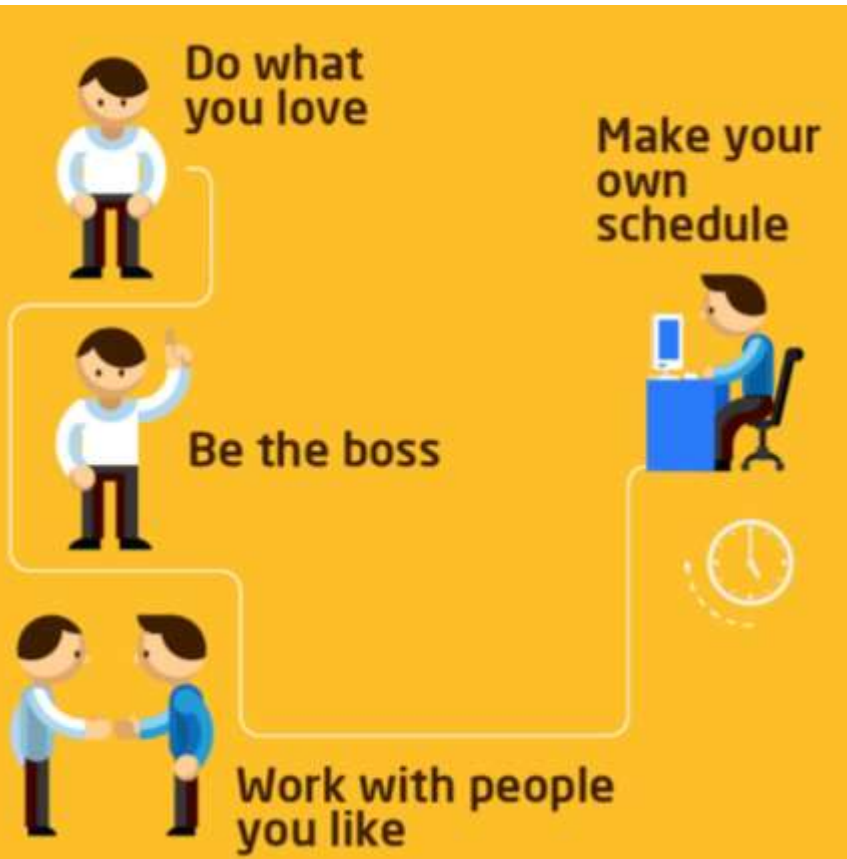 Do what
you love
Make your
own
schedule
Be the boss
Work with people
you like